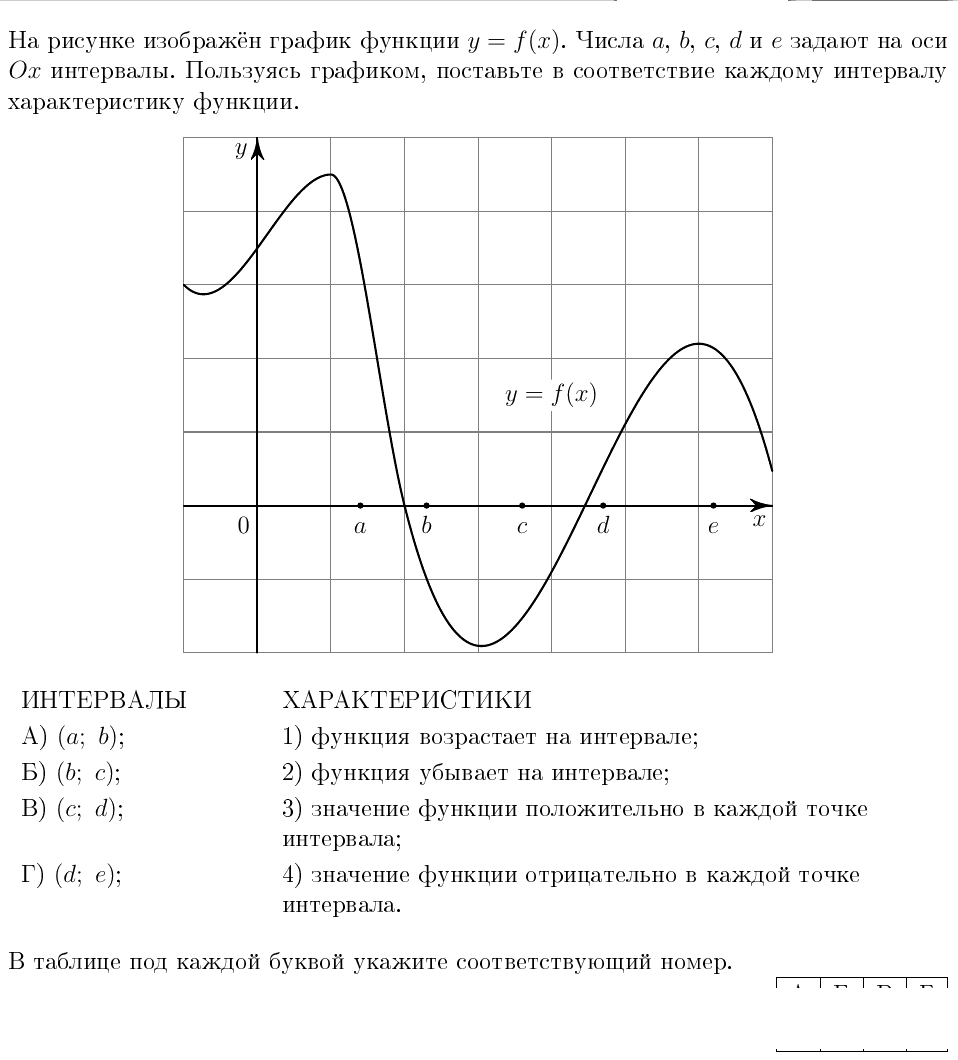 На рисунке изображён график функции y = f(x). Числа a, b, c, d и e задают на оси
Ox интервалы. Пользуясь графиком, поставьте в соответствие каждому интервалу
характеристику функции.
y
y = f(x)
0 a b c d e x
ИНТЕРВАЛЫ ХАРАКТЕРИСТИКИ
А) (a; b); 1) функция возрастает на интервале;
Б) (b; c); 2) функция убывает на интервале;
В) (c; d); 3) значение функции положительно в каждой точке
интервала;
Г) (d; e); 4) значение функции отрицательно в каждой точке
интервала.
В таблице под каждой буквой укажите соответствующий номер.